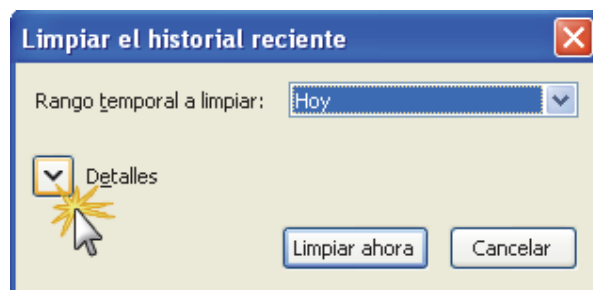 Limpiar el historial reciente
Rango temporal a limpiar: Hoy
Detalles
Limpiar ahora Cancelar